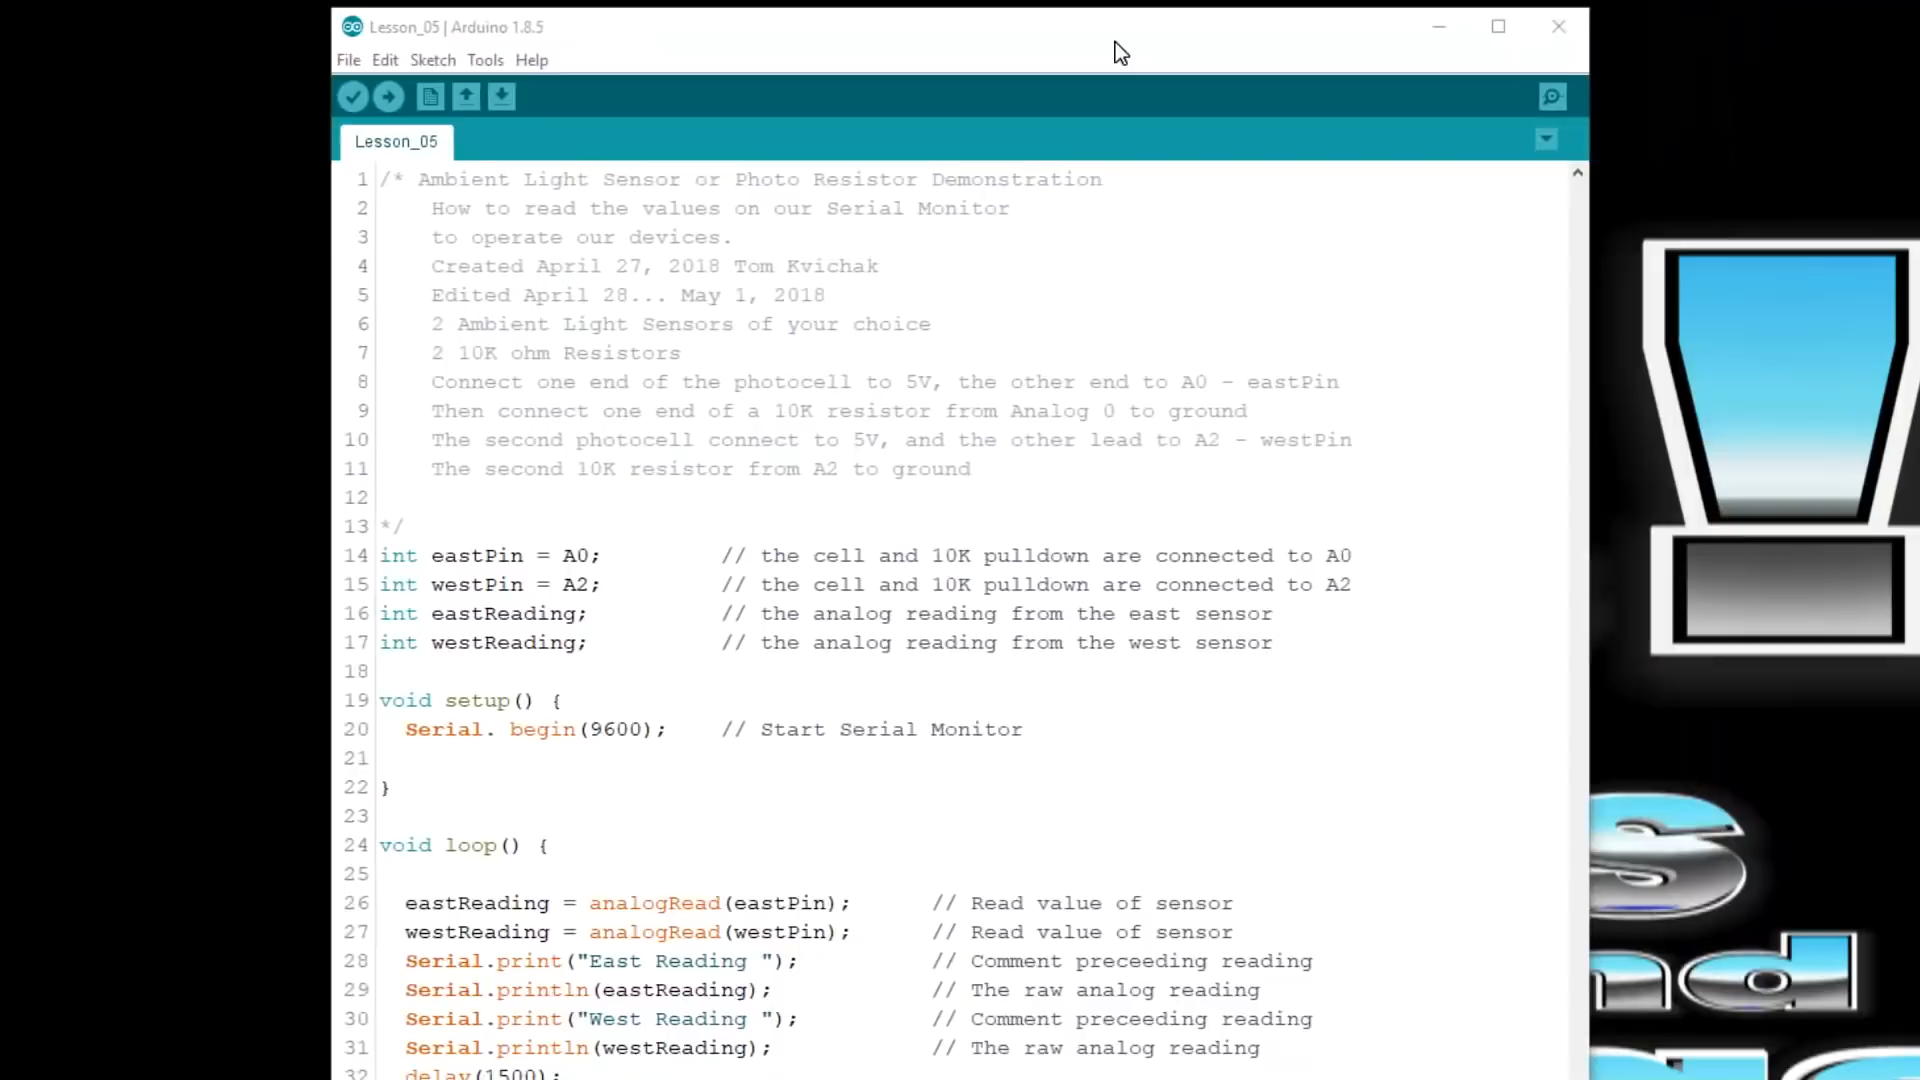 Lesson_05 | Arduino 1.8.5
File Edit Sketch Tools Help
Lesson_05
1 /* Ambient Light Sensor or Photo Resistor Demonstration
2 How to read the values on our Serial Monitor
3 to operate our devices.
4 Created April 27, 2018 Tom Kvichak
5 Edited April 28... May 1, 2018
6 2 Ambient Light Sensors of your choice
7 2 10K ohm Resistors
8 Connect one end of the photocell to 5V, the other end to A0 - eastPin
9 Then connect one end of a 10K resistor from Analog 0 to ground
10 The second photocell connect to 5V, and the other lead to A2 - westPin
11 The second 10K resistor from A2 to ground
12
13 */
14 int eastPin = A0; // the cell and 10K pulldown are connected to A0
15 int westPin = A2; // the cell and 10K pulldown are connected to A2
16 int eastReading; // the analog reading from the east sensor
17 int westReading; // the analog reading from the west sensor
18
19 void setup() {
20 Serial. begin(9600); // Start Serial Monitor
21
22 }
23
24 void loop() {
25
26 eastReading = analogRead(eastPin); // Read value of sensor
27 westReading = analogRead(westPin); // Read value of sensor
28 Serial.print("East Reading "); // Comment preceeding reading
29 Serial.println(eastReading); // The raw analog reading
30 Serial.print("West Reading "); // Comment preceeding reading
31 Serial.println(westReading); // The raw analog reading
32 delay(1500);
!
s
nd